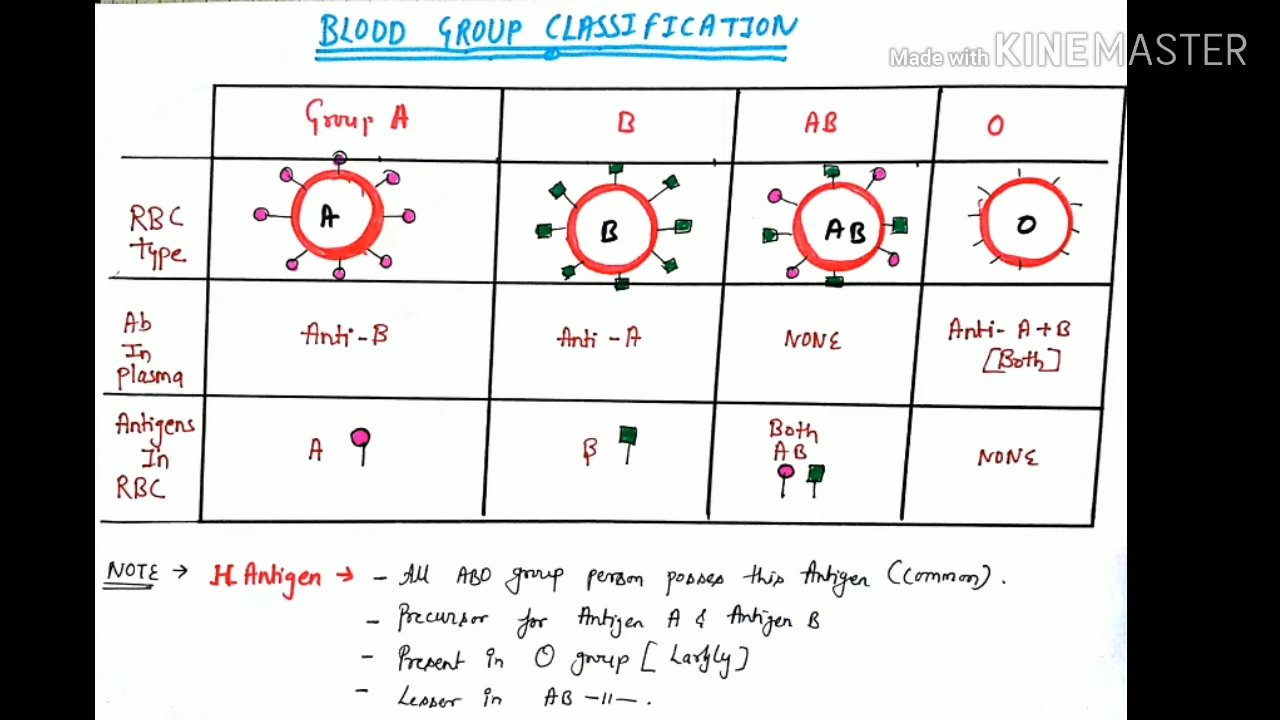 BLOOD GROUP CLASSIFICATION
Made with KINEMASTER
Group A B AB O
RBC type
A B AB O
Ab In plasma
Anti-B Anti-A NONE Anti- A+B [Both]
Antigens In RBC
A B Both AB NONE
NOTE → H Antigen → - All ABO group person posses this Antigen (Common).
- Precursor for Antigen A & Antigen B
- Present in O group [Largly]
- Lesser in AB -11-.